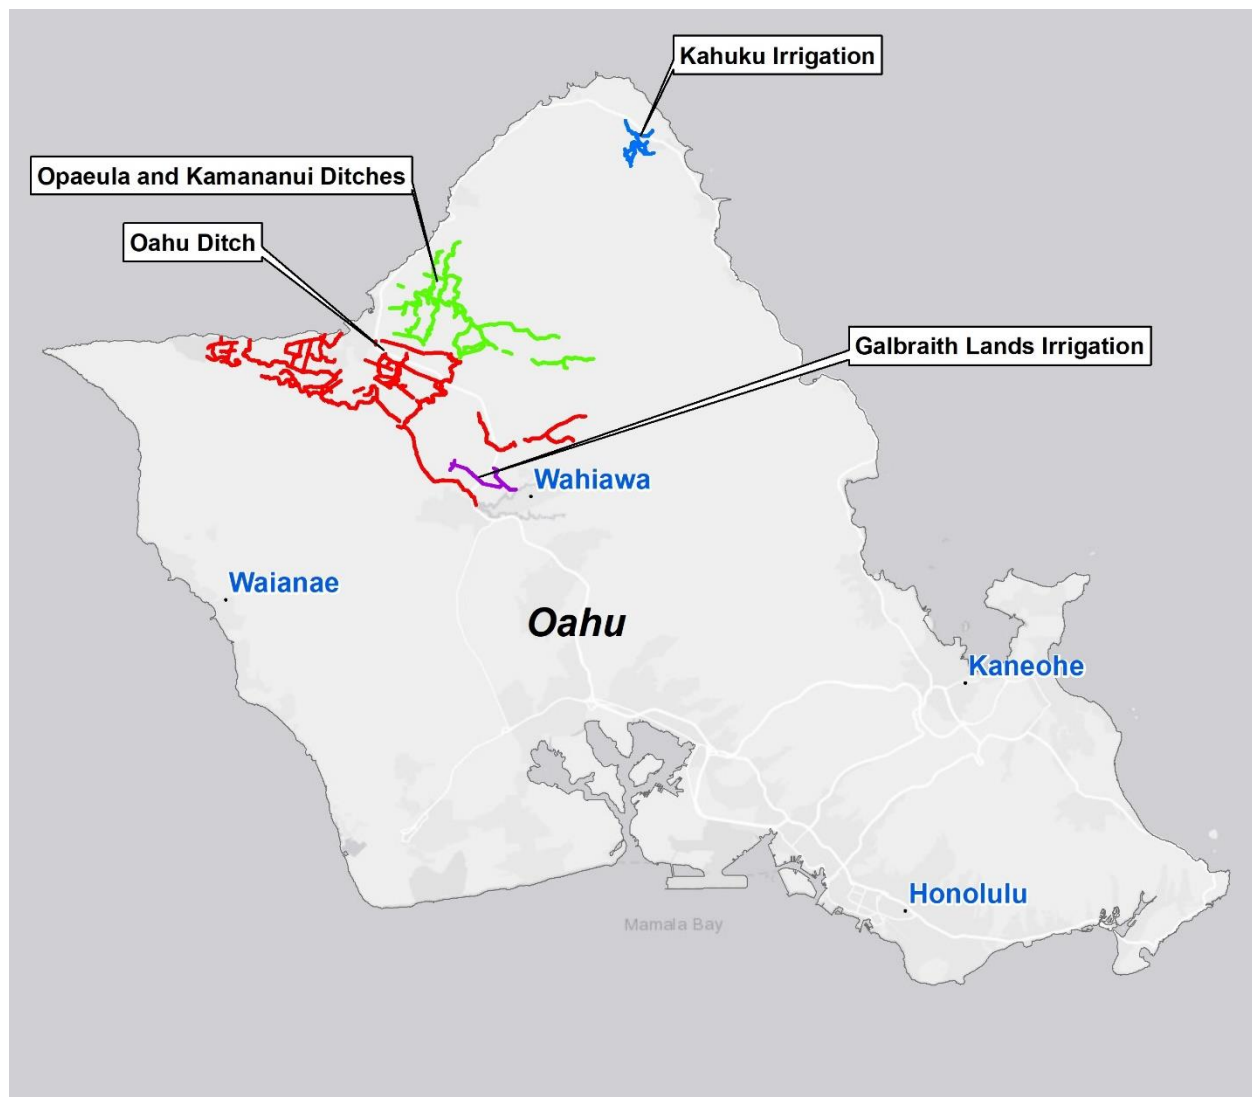 Kahuku Irrigation
Opaeula and Kamananui Ditches
Oahu Ditch
Galbraith Lands Irrigation
Wahiawa
Waianae
Oahu
Kaneohe
Honolulu
Mamala Bay